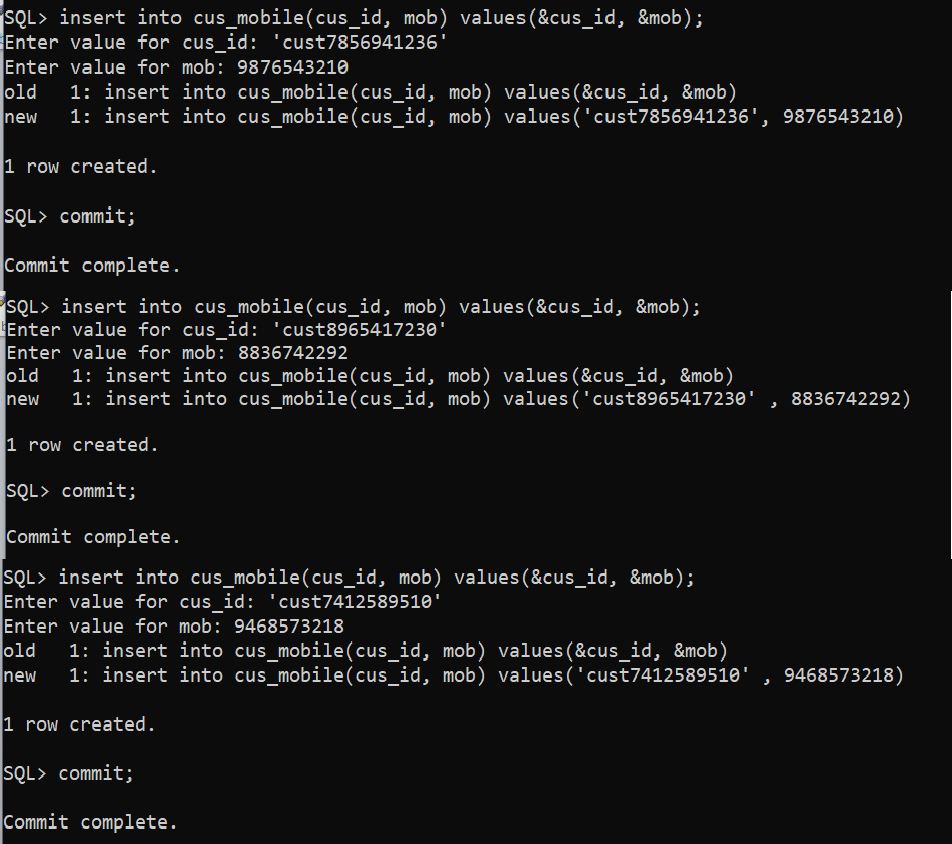 SQL> insert into cus_mobile(cus_id, mob) values(&cus_id, &mob);
Enter value for cus_id: 'cust7856941236'
Enter value for mob: 9876543210
old   1: insert into cus_mobile(cus_id, mob) values(&cus_id, &mob)
new   1: insert into cus_mobile(cus_id, mob) values('cust7856941236', 9876543210)
1 row created.
SQL> commit;
Commit complete.
SQL> insert into cus_mobile(cus_id, mob) values(&cus_id, &mob);
Enter value for cus_id: 'cust8965417230'
Enter value for mob: 8836742292
old   1: insert into cus_mobile(cus_id, mob) values(&cus_id, &mob)
new   1: insert into cus_mobile(cus_id, mob) values('cust8965417230' , 8836742292)
1 row created.
SQL> commit;
Commit complete.
SQL> insert into cus_mobile(cus_id, mob) values(&cus_id, &mob);
Enter value for cus_id: 'cust7412589510'
Enter value for mob: 9468573218
old   1: insert into cus_mobile(cus_id, mob) values(&cus_id, &mob)
new   1: insert into cus_mobile(cus_id, mob) values('cust7412589510' , 9468573218)
1 row created.
SQL> commit;
Commit complete.